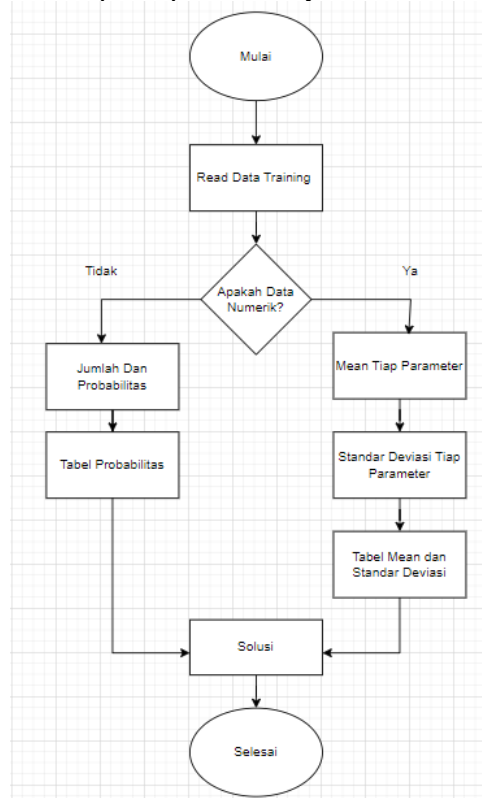 Mulai
Read Data Training
Tidak
Ya
Apakah Data
Numerik?
Jumlah Dan
Probabilitas
Mean Tiap Parameter
Tabel Probabilitas
Standar Deviasi Tiap
Parameter
Tabel Mean dan
Standar Deviasi
Solusi
Selesai